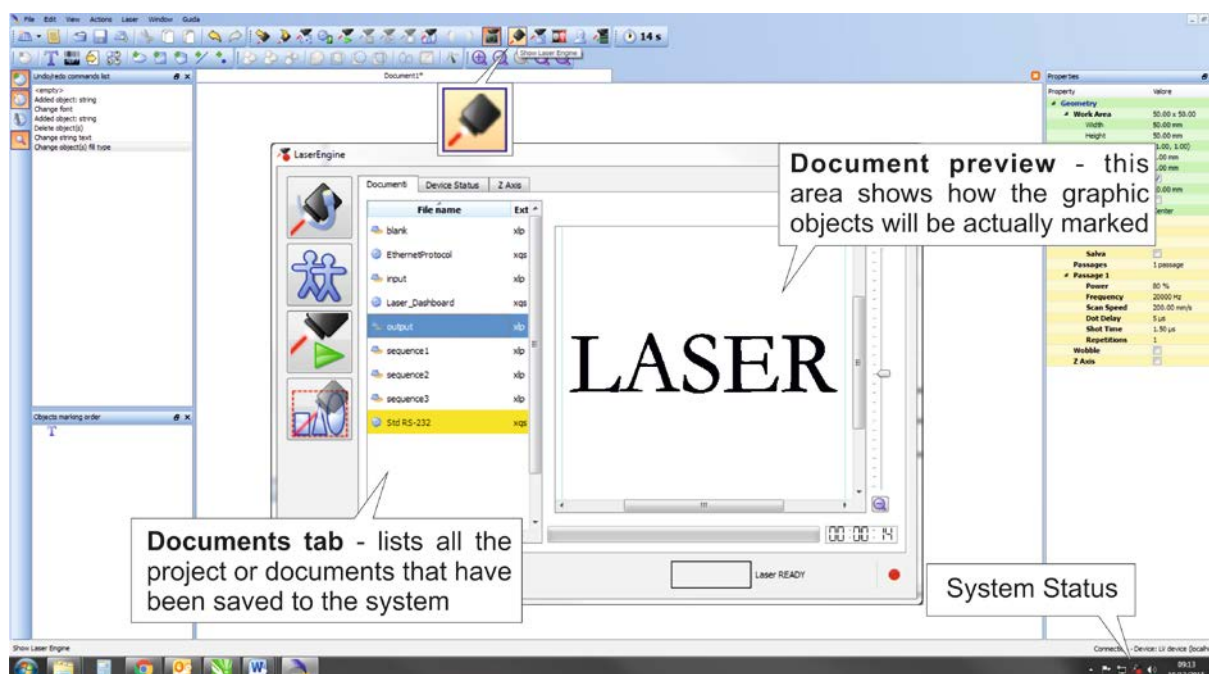 File Edit View Actions Laser Window Guida
14 s
Show Laser Engine
Undo/redo commands list
Document1*
Properties
<empty>
Added object: string
Change font
Added object: string
Delete object(s)
Change string text
Change object(s) fill type
Property Valore
Geometry
Work Area 50.00 x 50.00
Width 50.00 mm
Height 50.00 mm
LaserEngine
Documenti Device Status Z Axis
File name Ext
blank xlp
EthernetProtocol xqs
input xlp
Laser_Dashboard xqs
output xlp
sequence1 xlp
sequence2 xlp
sequence3 xlp
Std RS-232 xqs
Document preview - this
area shows how the graphic
objects will be actually marked
LASER
Salva
Passages 1 passage
Passage 1
Power 80 %
Frequency 20000 Hz
Scan Speed 200.00 mm/s
Dot Delay 5 µs
Shot Time 1.50 µs
Repetitions 1
Wobble
Z Axis
Objects marking order
T
Documents tab - lists all the
project or documents that have
been saved to the system
00:00:14
Laser READY
System Status
Show Laser Engine
Device: LV device
09:13